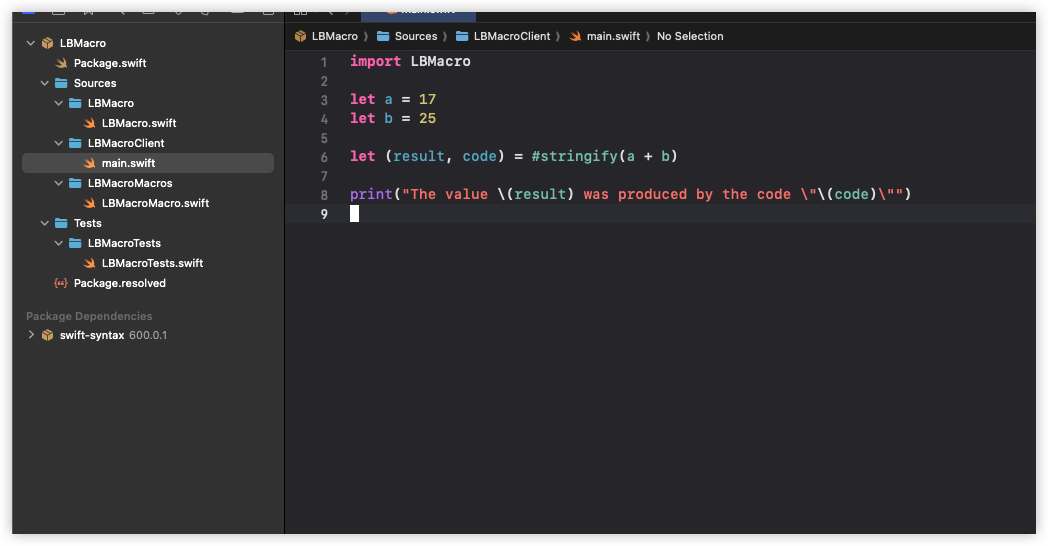 LBMacro
Package.swift
Sources
LBMacro
LBMacro.swift
LBMacroClient
main.swift
LBMacroMacros
LBMacroMacro.swift
Tests
LBMacroTests
LBMacroTests.swift
Package.resolved
Package Dependencies
swift-syntax 600.0.1
LBMacro 〉 Sources 〉 LBMacroClient 〉 main.swift 〉 No Selection
1 import LBMacro
2
3 let a = 17
4 let b = 25
5
6 let (result, code) = #stringify(a + b)
7
8 print("The value \(result) was produced by the code \"\(code)\"")
9